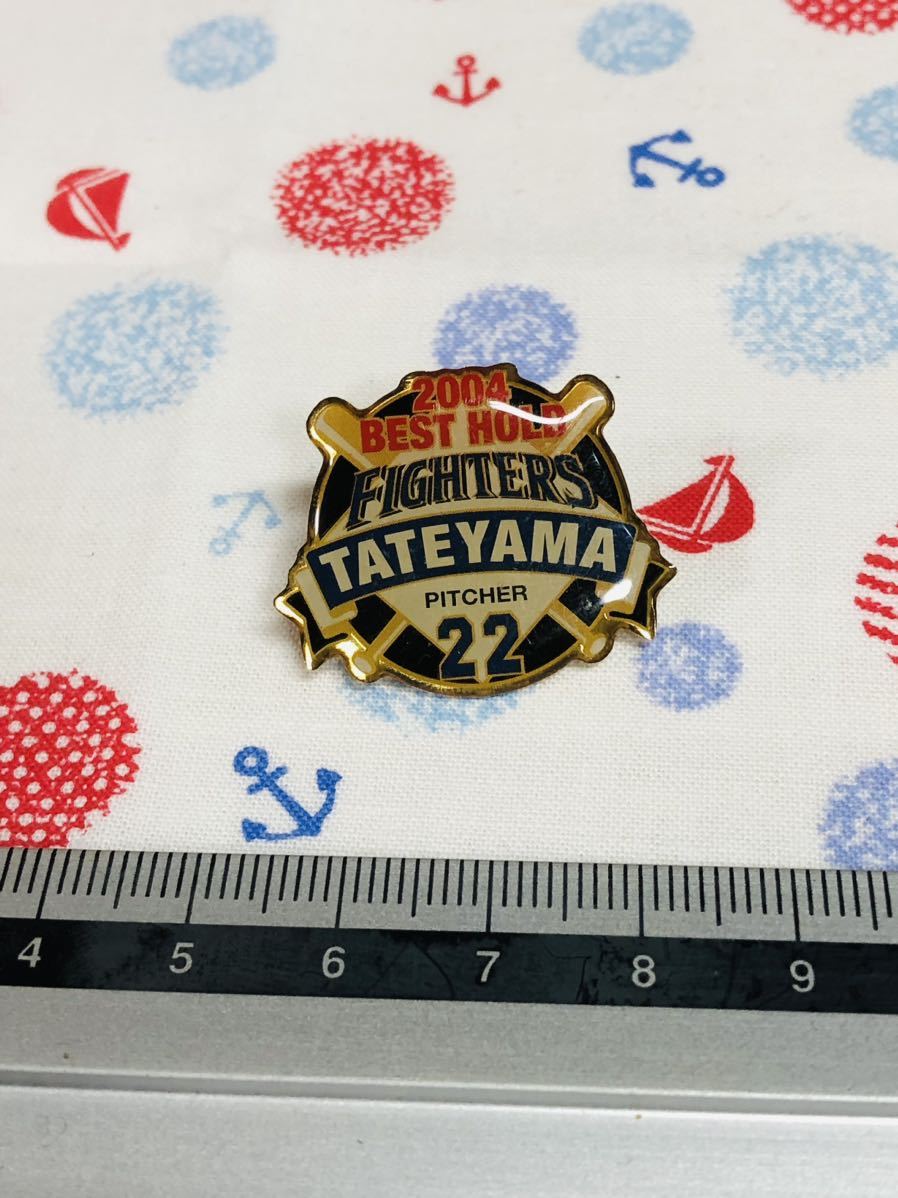 2004
BEST HOLD
FIGHTERS
TATEYAMA
PITCHER
22
4 5 6 7 8 9